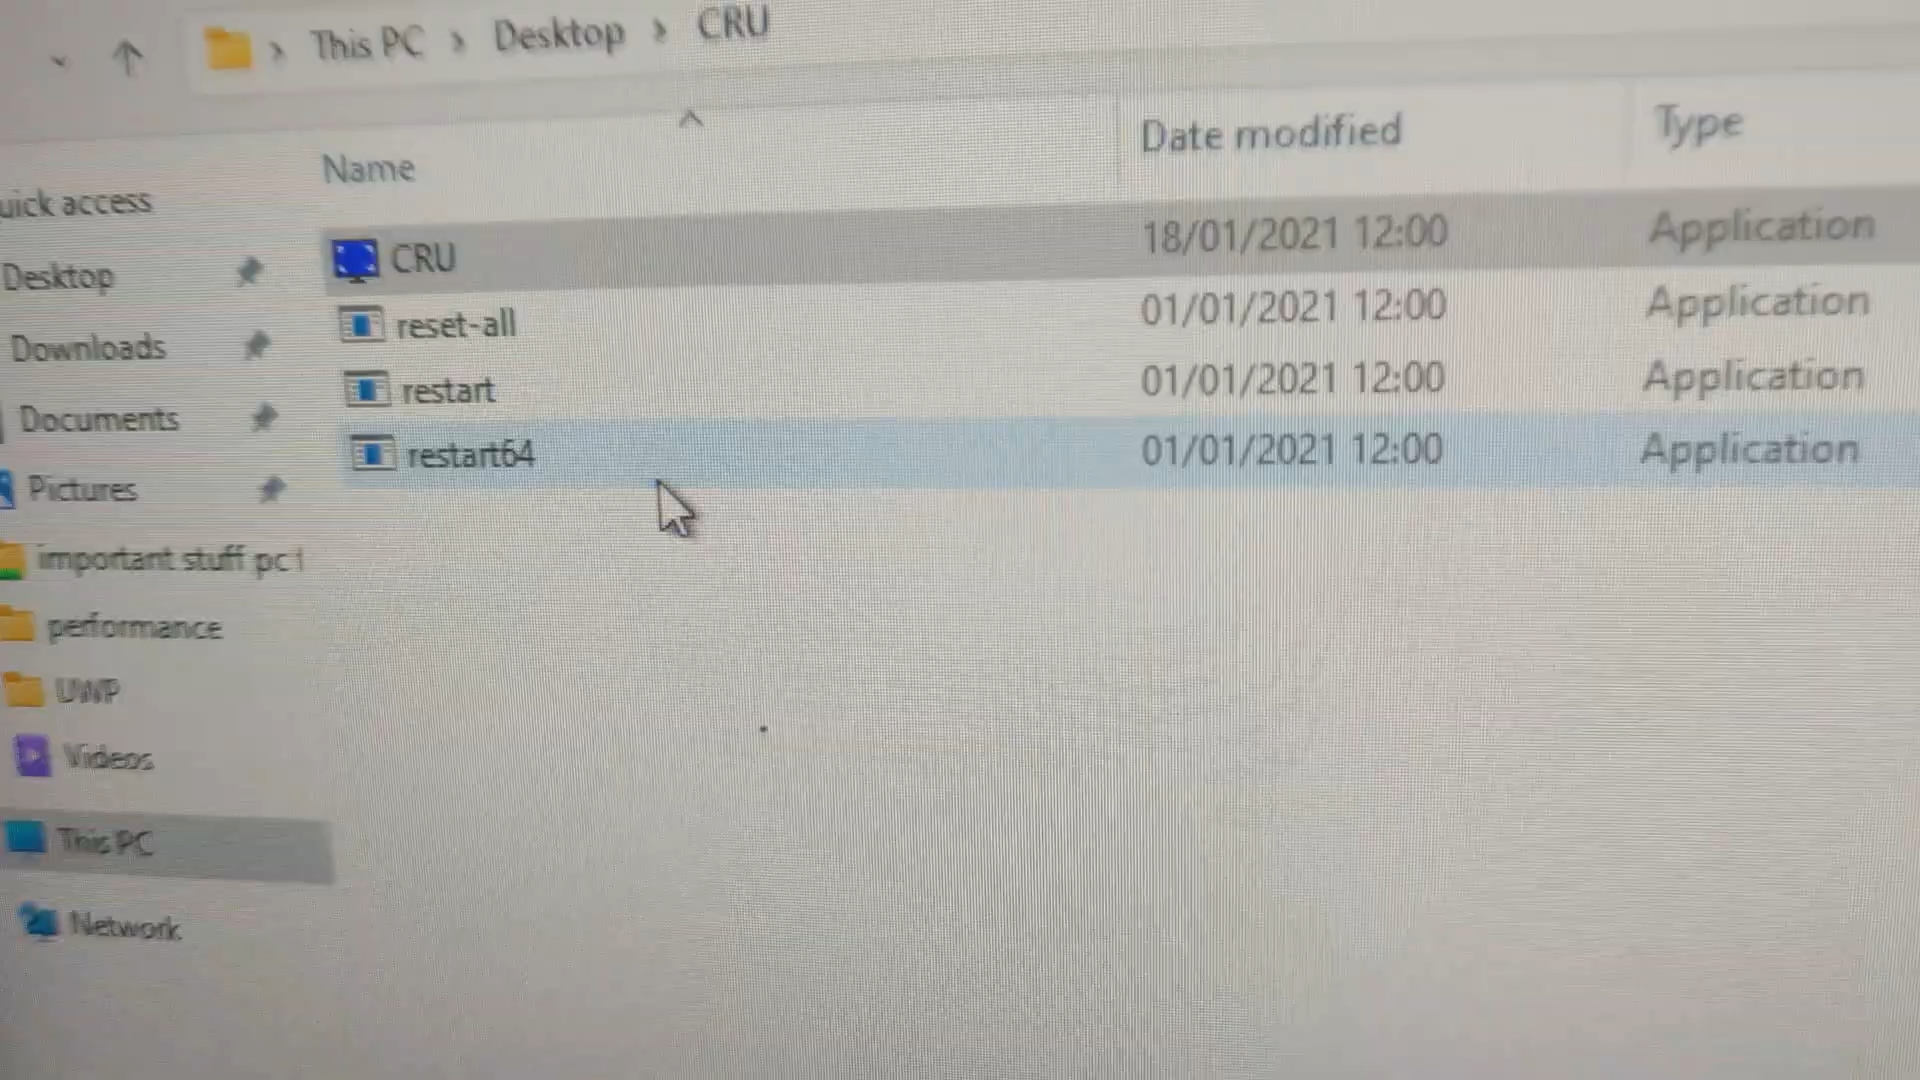 This PC > Desktop > CRU
Name Date modified Type
uick access
Desktop
Downloads
Documents
Pictures
important stuff pc1
performance
UWP
Videos
This PC
Network
CRU 18/01/2021 12:00 Application
reset-all 01/01/2021 12:00 Application
restart 01/01/2021 12:00 Application
restart64 01/01/2021 12:00 Application